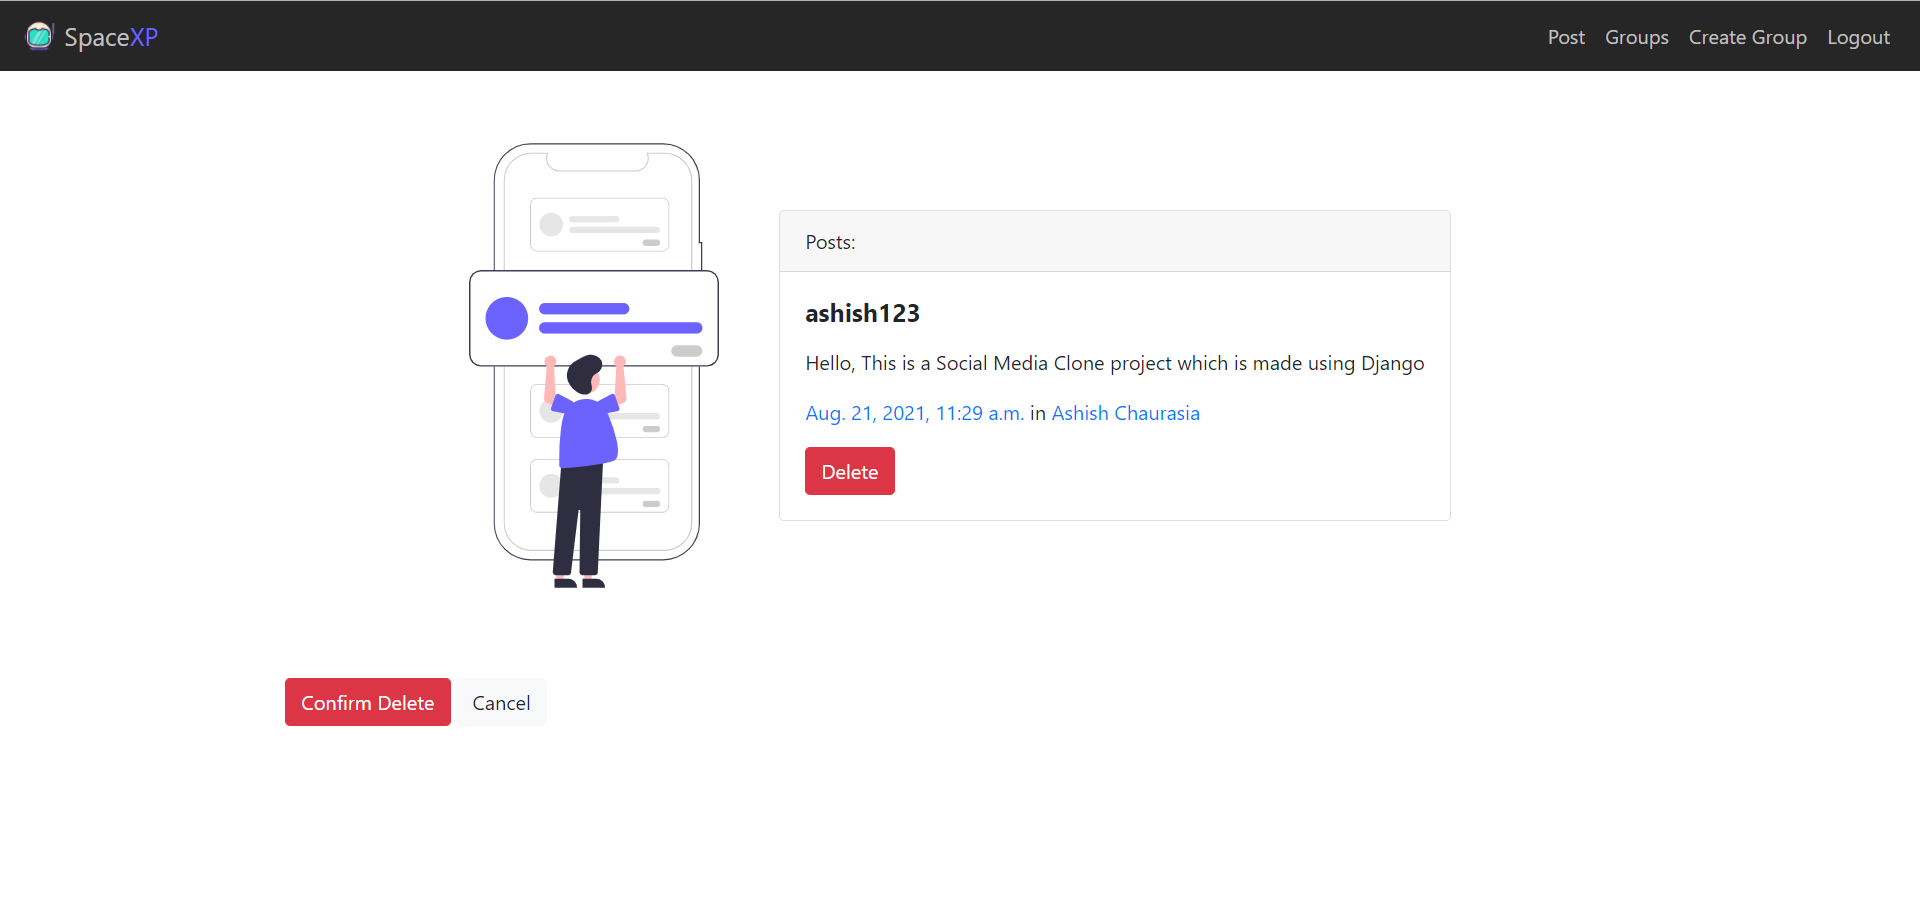 SpaceXP
Post Groups Create Group Logout
Posts:
ashish123
Hello, This is a Social Media Clone project which is made using Django
Aug. 21, 2021, 11:29 a.m. in Ashish Chaurasia
Delete
Confirm Delete Cancel